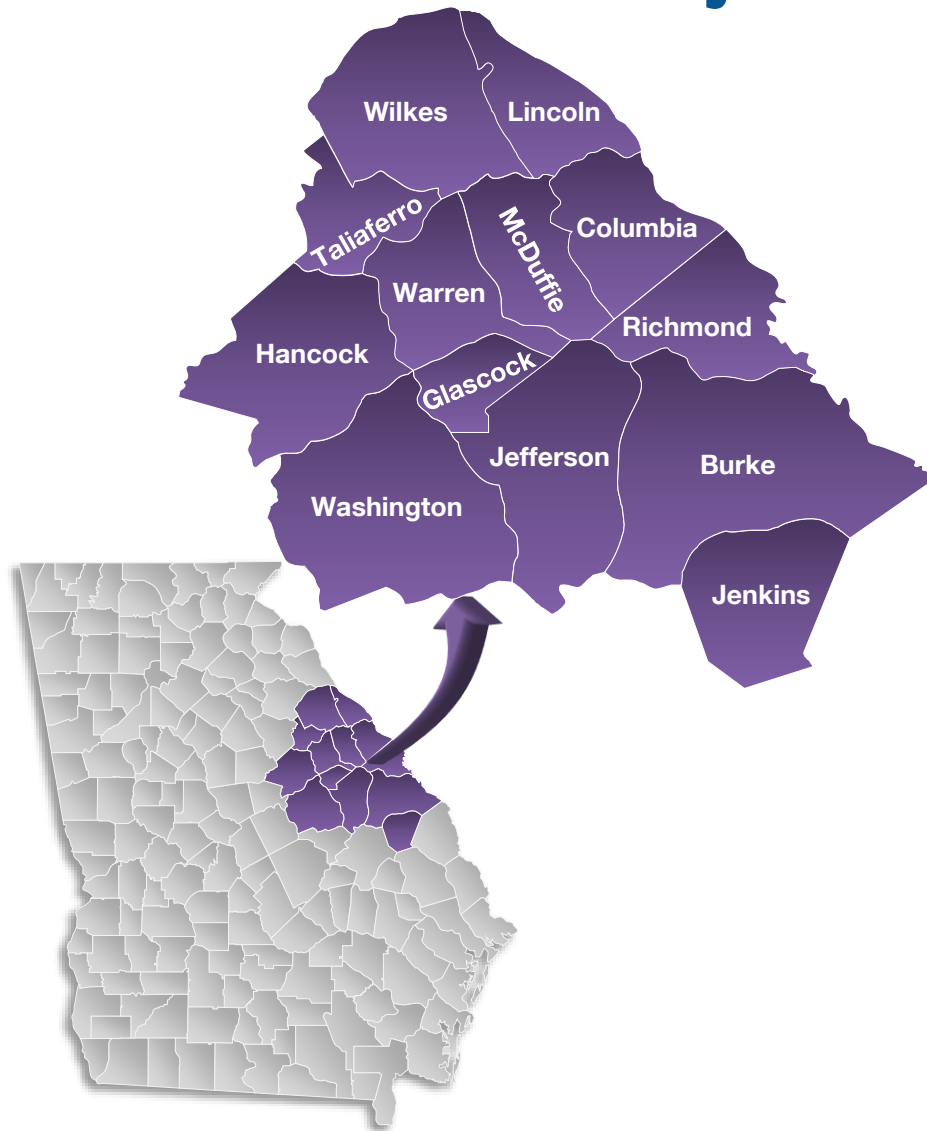 Wilkes
Lincoln
Taliaferro
McDuffie
Columbia
Warren
Richmond
Hancock
Glascock
Jefferson
Burke
Washington
Jenkins